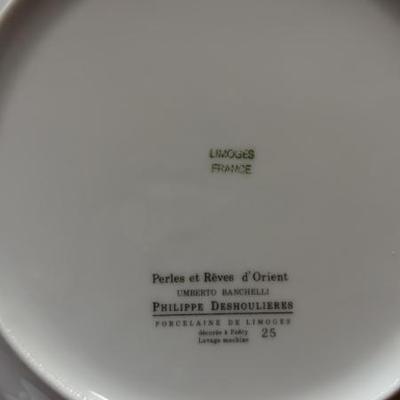 LIMOGES
FRANCE
Perles et Rêves d'Orient
UMBERTO BANCHELLI
PHILIPPE DESHOULIERES
PORCELAINE DE LIMOGES
décorée à Foëcy 25
Lavage machine